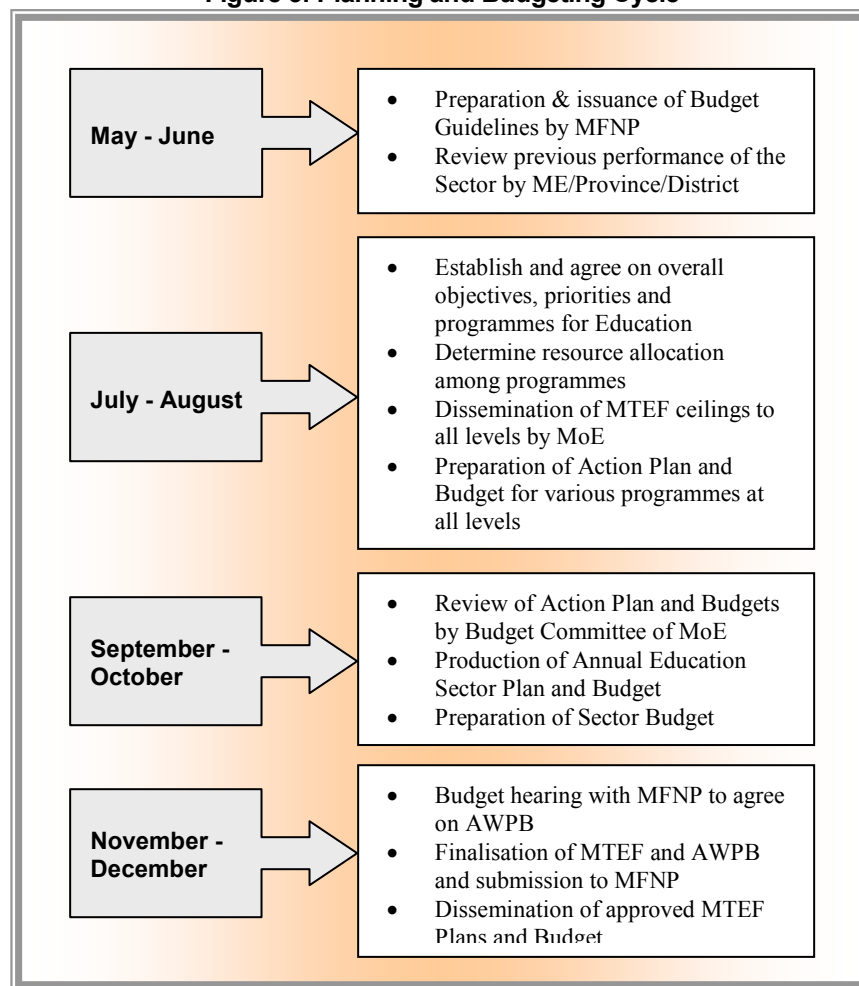 Figure 3: Planning and Budgeting Cycle
May - June
• Preparation & issuance of Budget
Guidelines by MFNP
• Review previous performance of the
Sector by ME/Province/District
July - August
• Establish and agree on overall
objectives, priorities and
programmes for Education
• Determine resource allocation
among programmes
• Dissemination of MTEF ceilings to
all levels by MoE
• Preparation of Action Plan and
Budget for various programmes at
all levels
September -
October
• Review of Action Plan and Budgets
by Budget Committee of MoE
• Production of Annual Education
Sector Plan and Budget
• Preparation of Sector Budget
November -
December
• Budget hearing with MFNP to agree
on AWPB
• Finalisation of MTEF and AWPB
and submission to MFNP
• Dissemination of approved MTEF
Plans and Budget